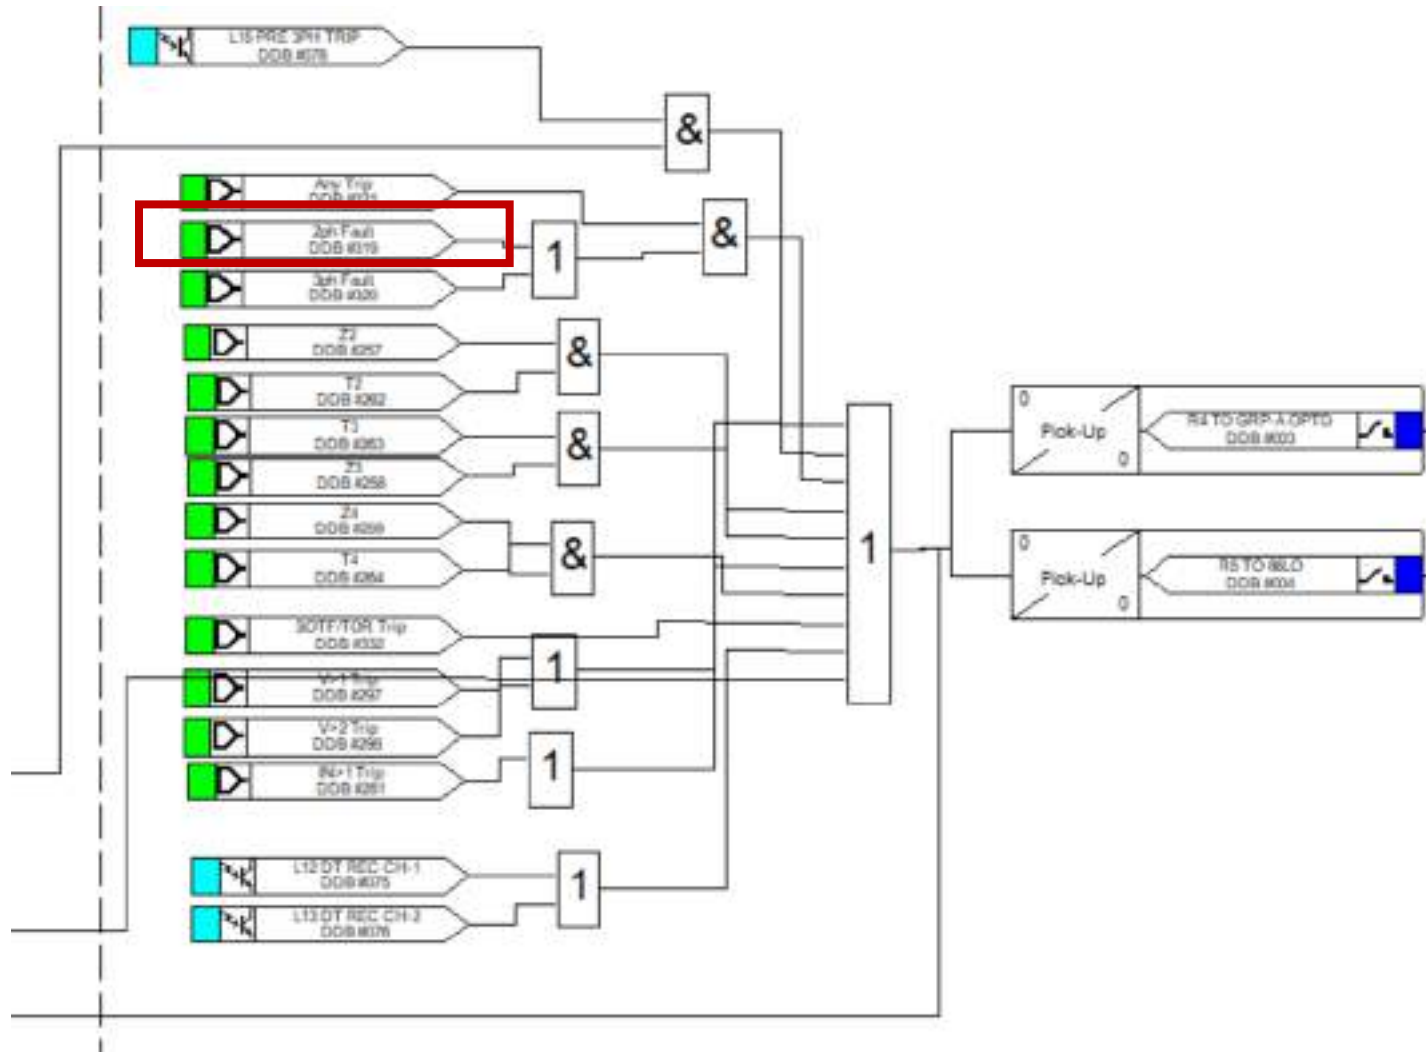 L15 PRE 3PH TRIP
DDB #078
&
Any Trip
2ph Fault
DDB #319
&
1
3ph Fault
DDB #320
Z2
DDB #257
&
T2
DDB #262
T3
DDB #263
&
Z3
DDB #258
Z4
DDB #259
&
T4
DDB #264
SOTF/TOR Trip
DDB #332
1
V>1 Trip
DDB #297
V>2 Trip
DDB #298
1
IN>1 Trip
DDB #261
L12 DT REC CH-1
DDB #075
1
L13 DT REC CH-2
DDB #076
1
0
Pick-Up
0
R4 TO GRP-A OPTO
DDB #003
0
Pick-Up
0
R5 TO 86LO
DDB #004